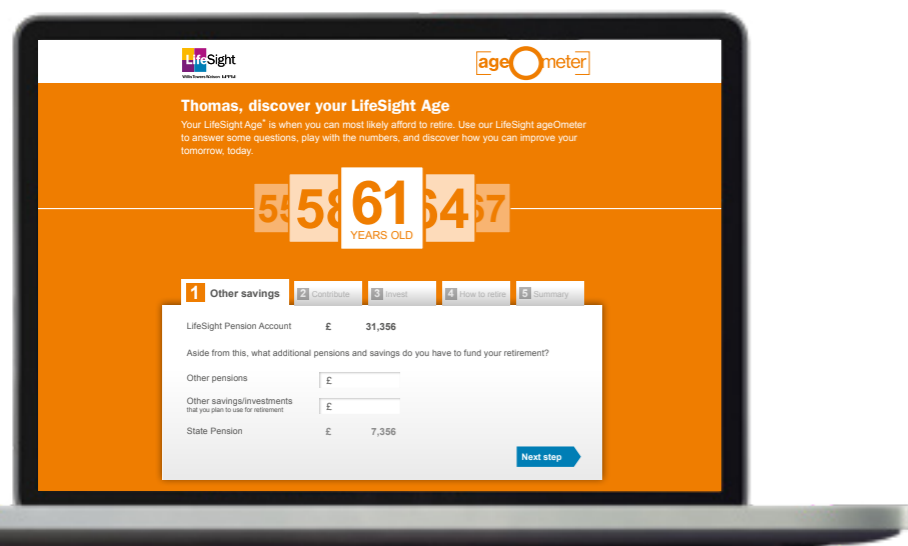 LifeSight
Willis Towers Watson
ageOmeter
Thomas, discover your LifeSight Age
Your LifeSight Age* is when you can most likely afford to
retire. Use our LifeSight ageOmeter
to answer some questions, play with the numbers, and discover how you can improve your
tomorrow, today.
55 58 61 64 67
YEARS OLD
1 Other savings 2 Contribute 3 Invest 4 How to retire 5 Summary
LifeSight Pension Account £ 31,356
Aside from this, what additional pensions and savings do you have to fund your retirement?
Other pensions £
Other savings/investments £
that you plan to use for retirement
State Pension £ 7,356
Next step